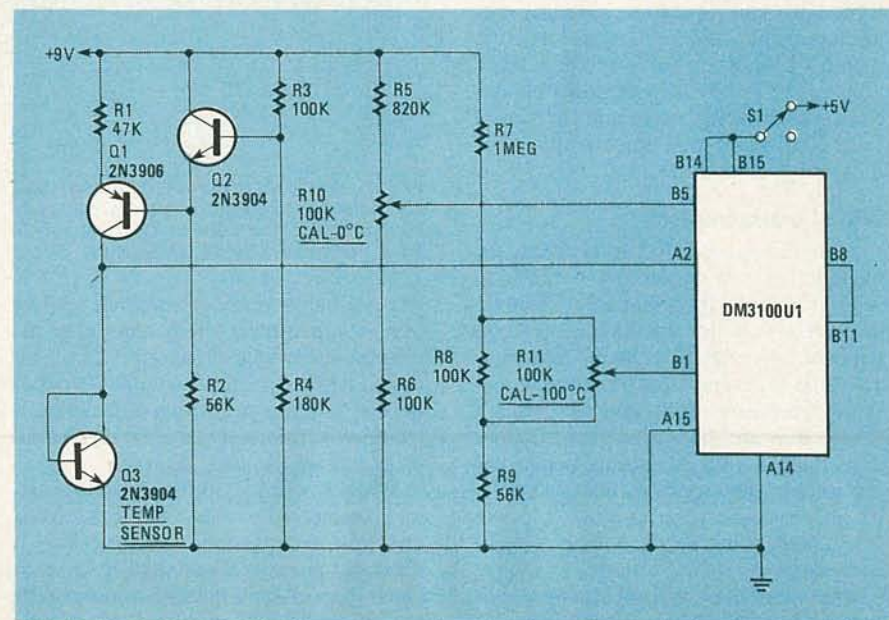 +9V
R1
47K
Q1
2N3906
Q2
2N3904
R3
100K
R5
820K
R10
100K
CAL-0°C
R7
1MEG
S1
+5V
B14
B15
B5
A2
B8
DM3100U1
B11
R2
56K
R4
180K
R6
100K
R8
100K
R11
100K
CAL-100°C
B1
A15
R9
56K
A14
Q3
2N3904
TEMP
SENSOR